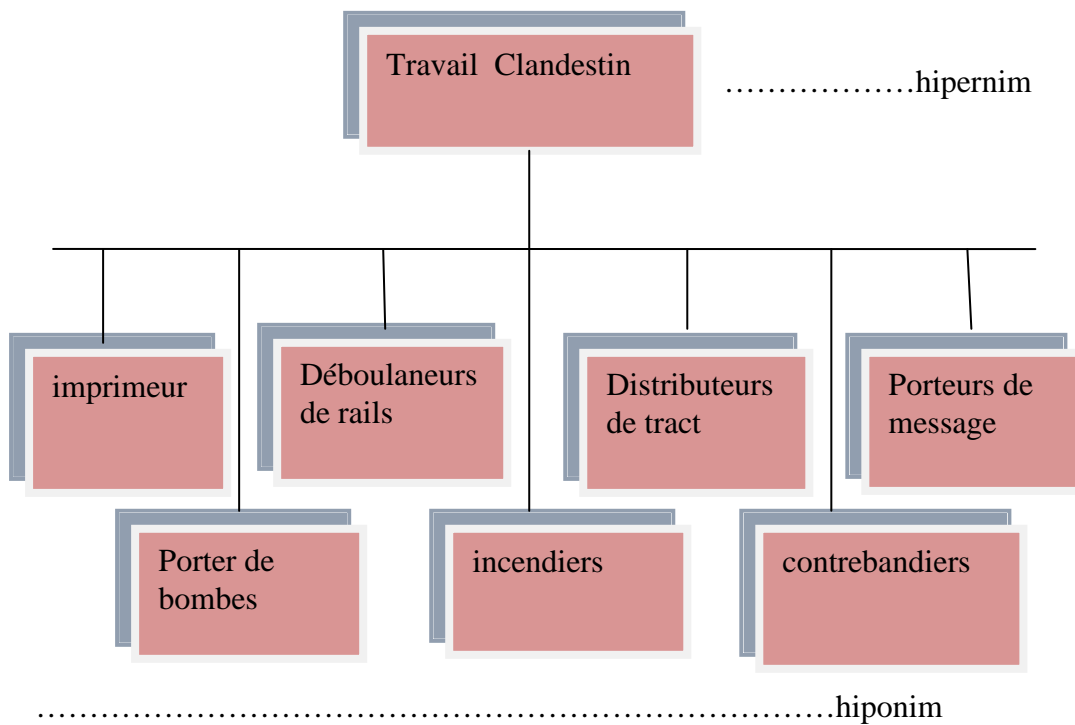 Travail Clandestin
………………hipernim
imprimeur
Déboulaneurs
de rails
Distributeurs
de tract
Porteurs de
message
Porter de
bombes
incendiers
contrebandiers
…………………………………………………………………hiponim